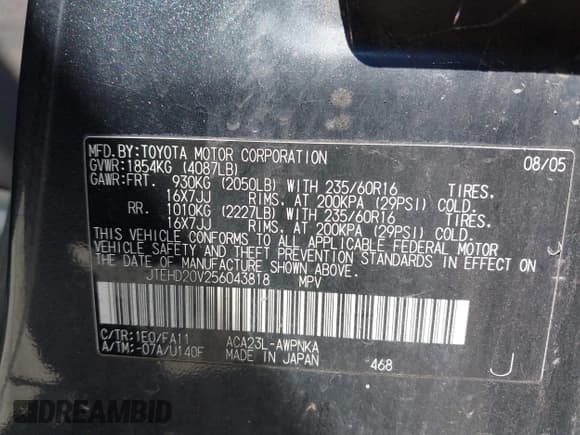 MFD.BY:TOYOTA MOTOR CORPORATION 08/05
GVWR:1854KG (4087LB)
GAWR:FRT. 930KG (2050LB) WITH 235/60R16 TIRES.
16X7JJ RIMS. AT 200KPA (29PSI) COLD.
RR. 1010KG (2227LB) WITH 235/60R16 TIRES.
16X7JJ RIMS. AT 200KPA (29PSI) COLD.
THIS VEHICLE CONFORMS TO ALL APPLICABLE FEDERAL MOTOR
VEHICLE SAFETY AND THEFT PREVENTION STANDARDS IN EFFECT ON
THE DATE OF MANUFACTURE SHOWN ABOVE.
JTEHD20V256043818 MPV
C/TR:1E0/FA11 ACA23L-AWPNKA
A/TM:-07A/U140F MADE IN JAPAN 468 J
DREAMBID